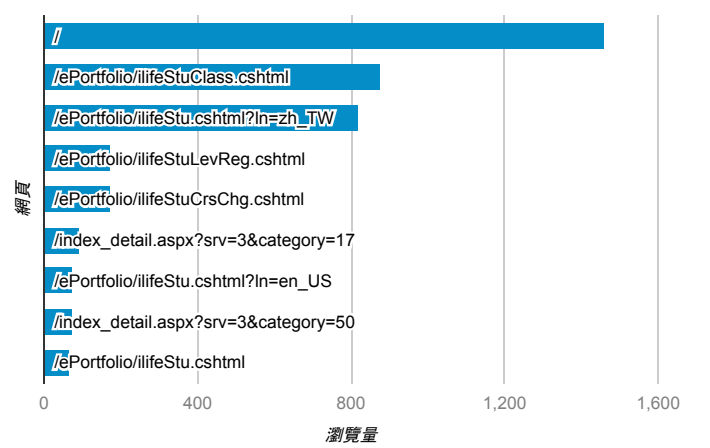 /
/ePortfolio/ilifeStuClass.cshtml
/ePortfolio/ilifeStu.cshtml?ln=zh_TW
/ePortfolio/ilifeStuLevReg.cshtml
/ePortfolio/ilifeStuCrsChg.cshtml
/index_detail.aspx?srv=3&category=17
/ePortfolio/ilifeStu.cshtml?ln=en_US
/index_detail.aspx?srv=3&category=50
/ePortfolio/ilifeStu.cshtml
網頁
0 400 800 1,200 1,600
瀏覽量